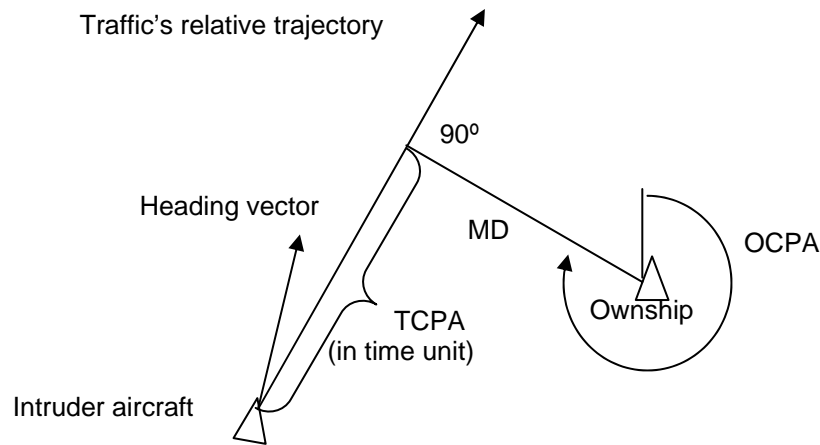 Traffic’s relative trajectory
90º
Heading vector
MD
OCPA
Ownship
TCPA
(in time unit)
Intruder aircraft